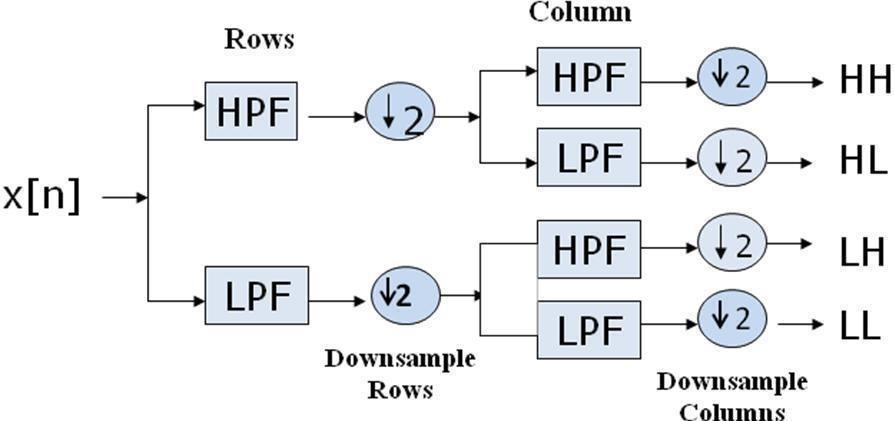 Column
Rows
HPF ↓2 HPF ↓2 HH
LPF ↓2 HL
x[n]
HPF ↓2 LH
LPF ↓2 LPF ↓2 LL
Downsample
Rows
Downsample
Columns